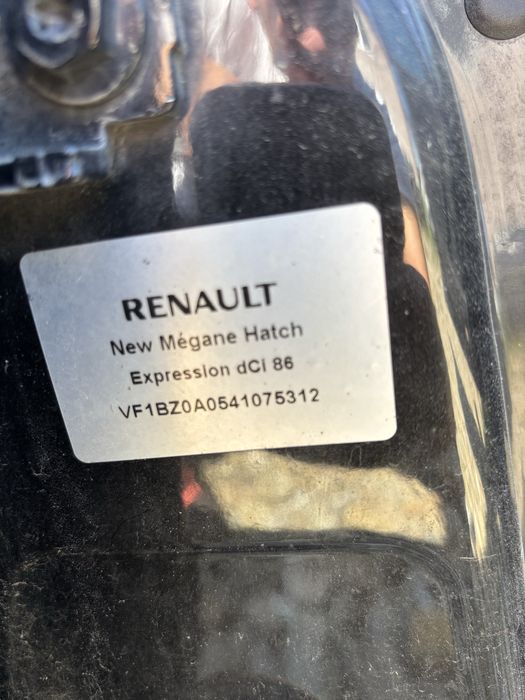 RENAULT
New Mégane Hatch
Expression dCi 86
VF1BZ0A0541075312